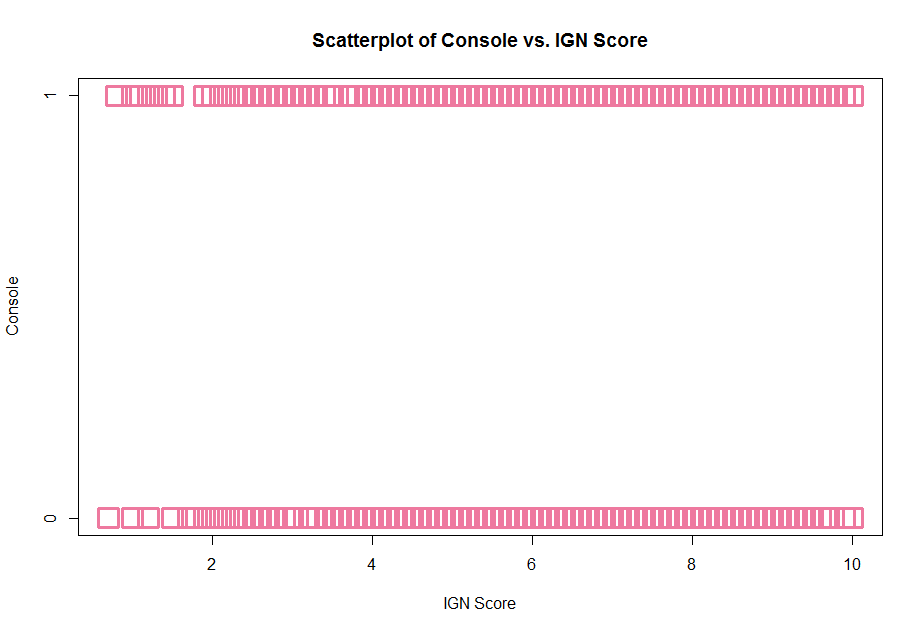 Scatterplot of Console vs. IGN Score
1
Console
0
2 4 6 8 10
IGN Score